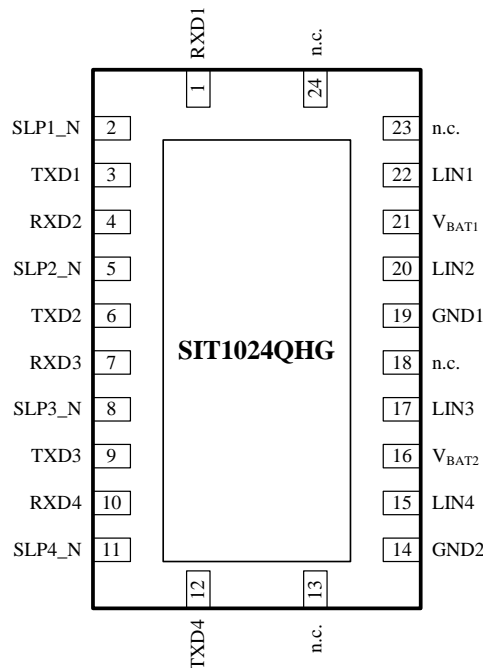 RXD1
n.c.
1
24
SLP1_N 2
23 n.c.
TXD1 3
22 LIN1
RXD2 4
21 VBAT1
SLP2_N 5
20 LIN2
TXD2 6
19 GND1
SIT1024QHG
RXD3 7
18 n.c.
SLP3_N 8
17 LIN3
TXD3 9
16 VBAT2
RXD4 10
15 LIN4
SLP4_N 11
14 GND2
12
13
TXD4
n.c.